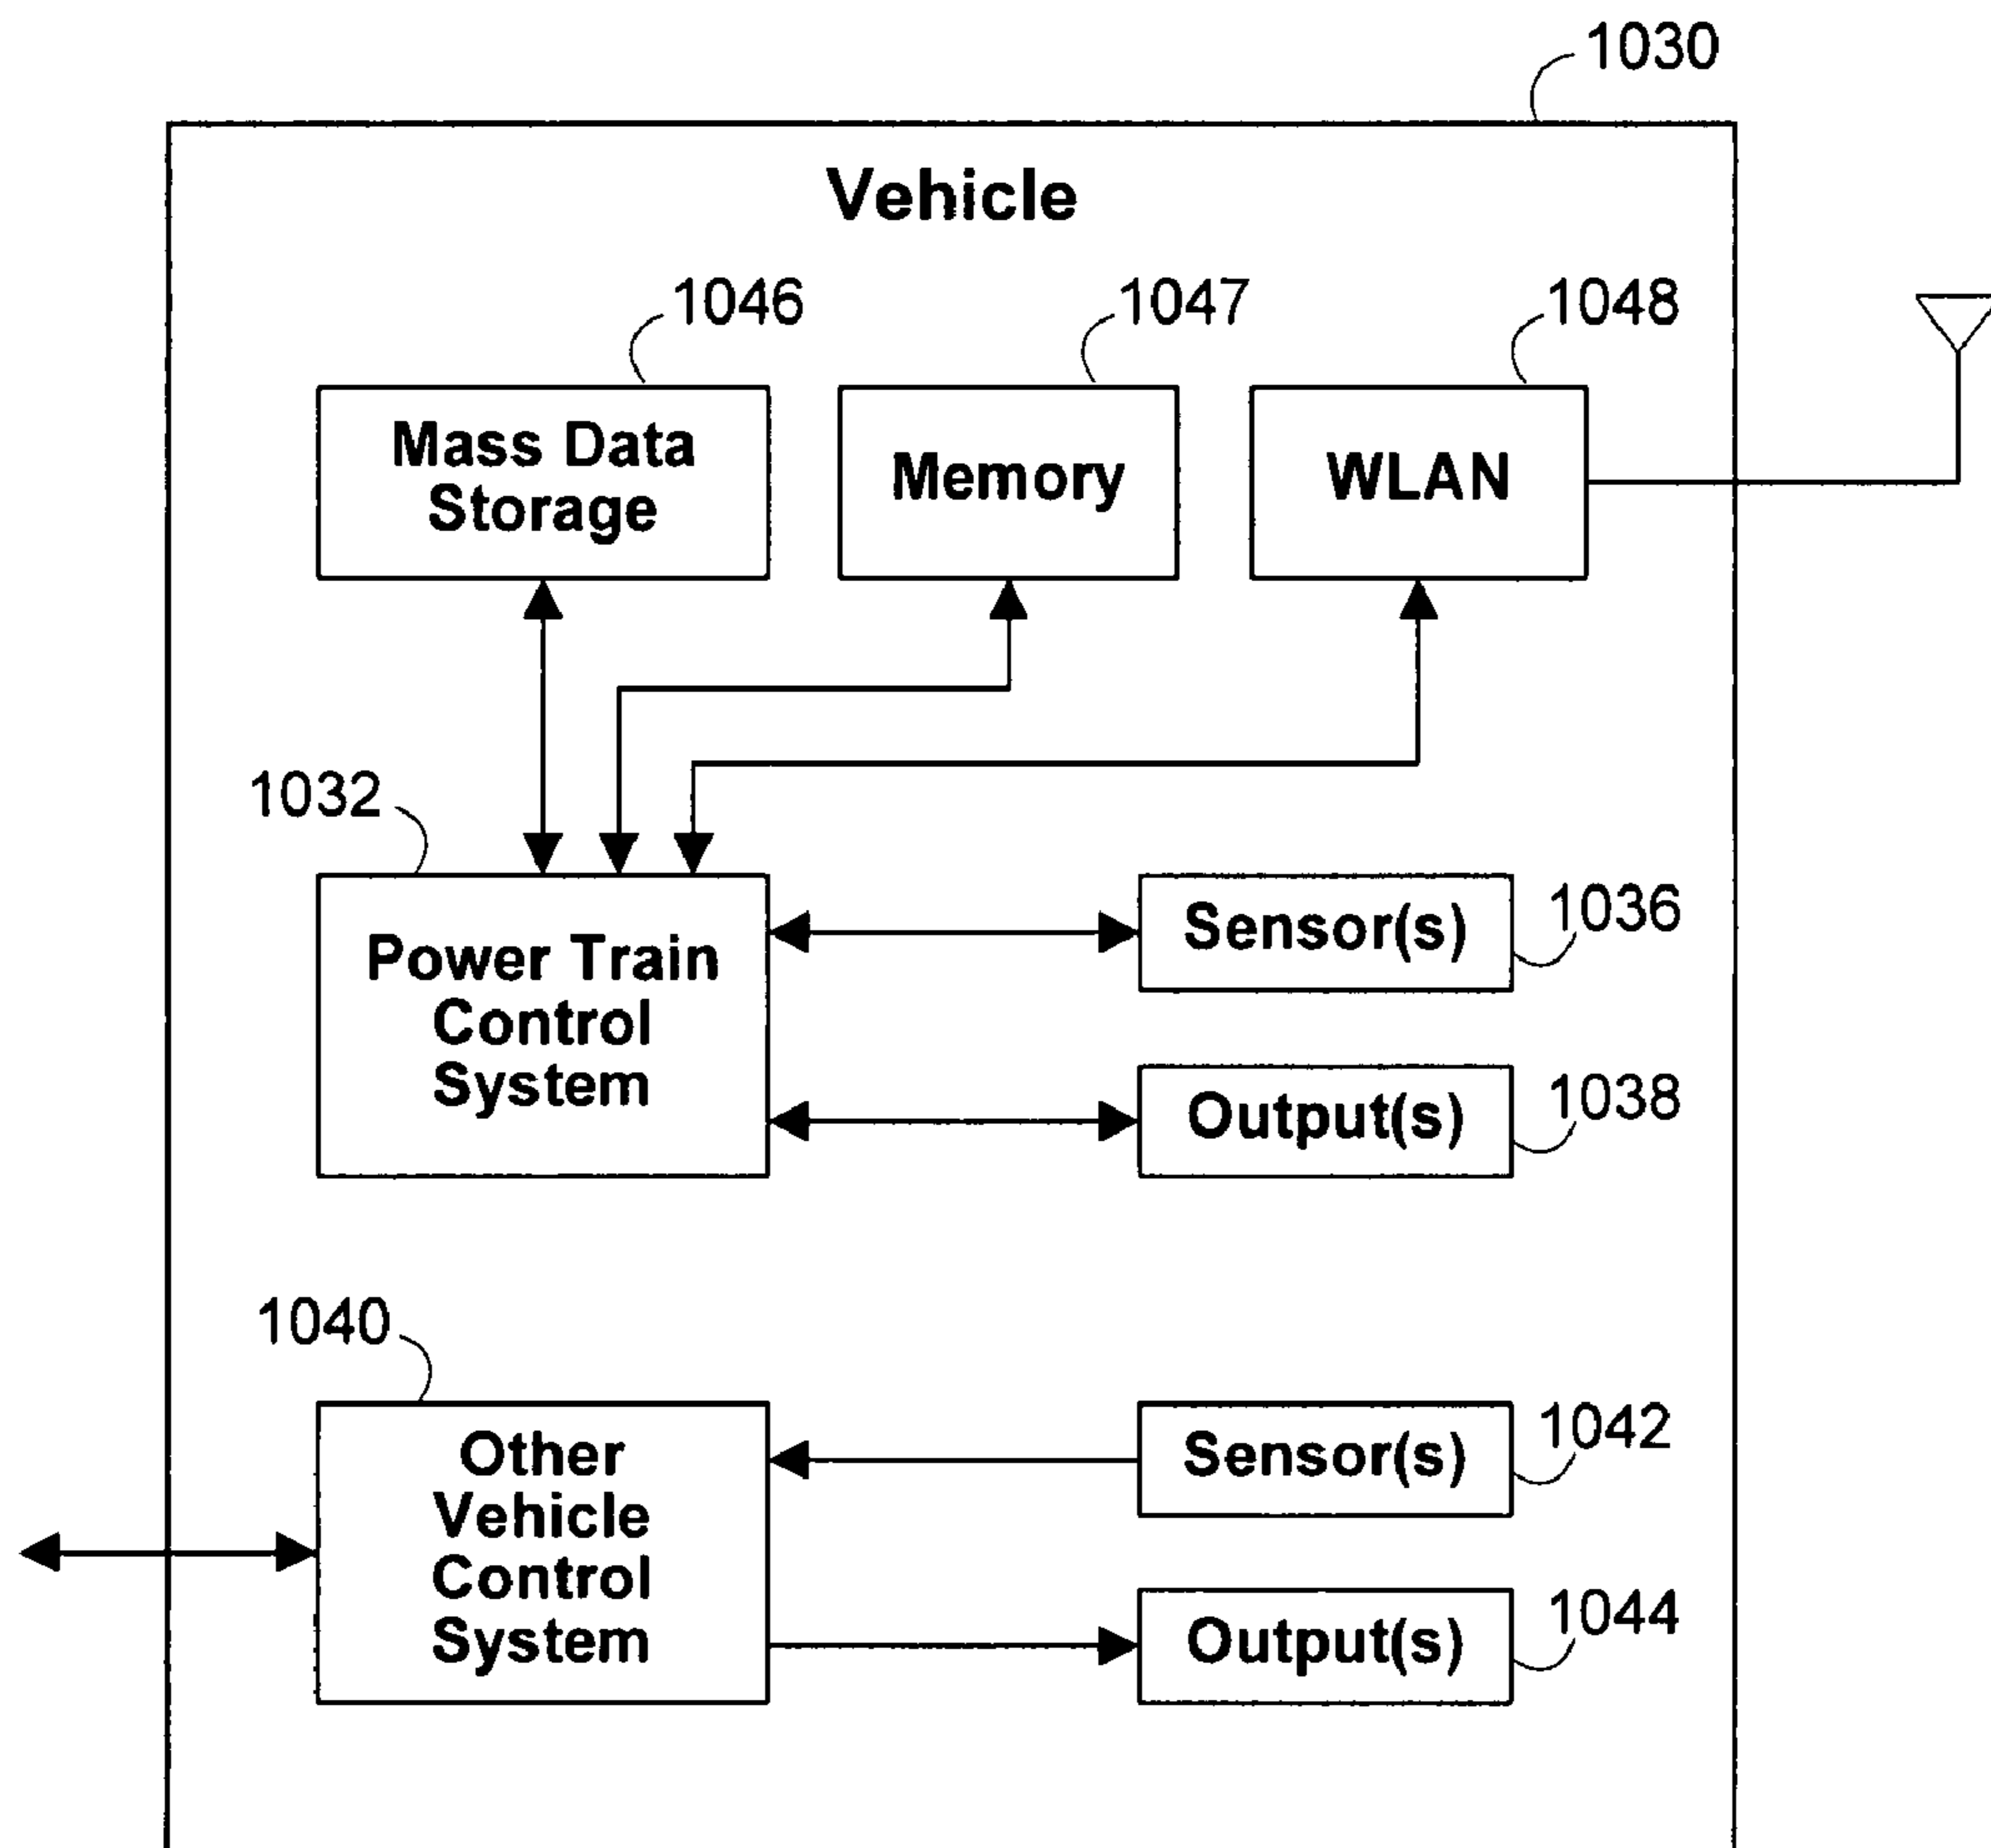 1030
Vehicle
1046
1047
1048
Mass Data
Storage
Memory
WLAN
1032
Power Train
Control
System
Sensor(s)
1036
Output(s)
1038
1040
Other
Vehicle
Control
System
Sensor(s)
1042
Output(s)
1044